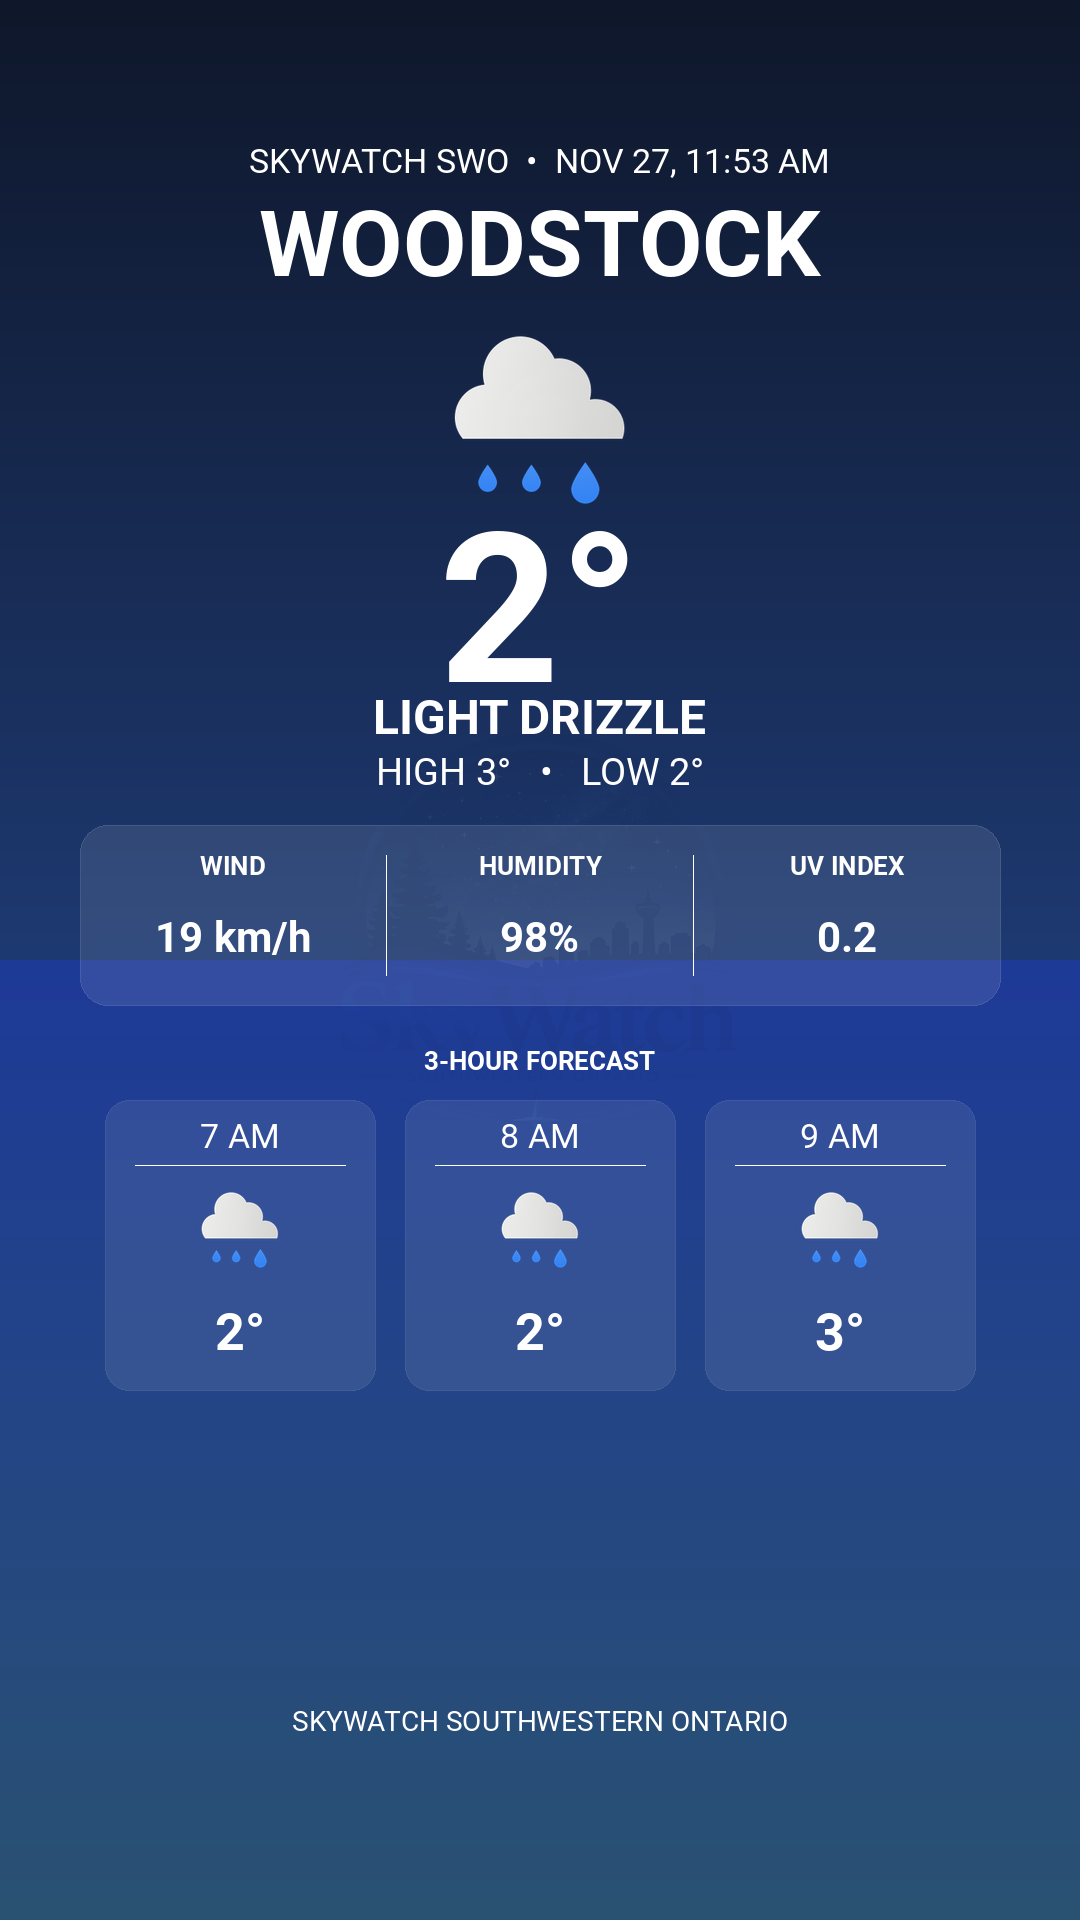 SKYWATCH SWO • NOV 27, 11:53 AM
WOODSTOCK
2°
LIGHT DRIZZLE
HIGH 3° • LOW 2°
WIND HUMIDITY UV INDEX
19 km/h 98% 0.2
SkyWatch
3-HOUR FORECAST
7 AM 8 AM 9 AM
2° 2° 3°
SKYWATCH SOUTHWESTERN ONTARIO